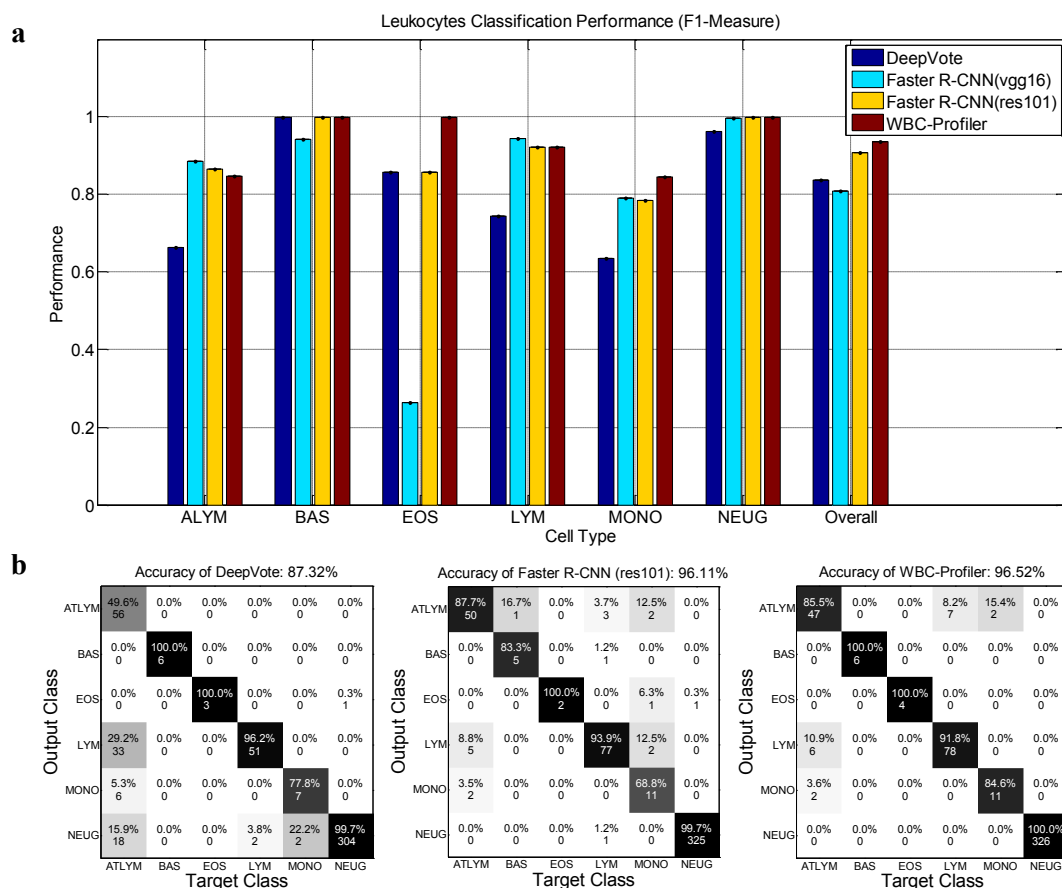 a
Leukocytes Classification Performance (F1-Measure)
DeepVote
Faster R-CNN(vgg16)
Faster R-CNN(res101)
WBC-Profiler
1
0.8
0.6
0.4
0.2
0
Performance
ALYM BAS EOS LYM MONO NEUG Overall
Cell Type
b
Accuracy of DeepVote: 87.32%
Output Class
ATLYM 49.6% 0.0% 0.0% 0.0% 0.0% 0.0%
56 0 0 0 0 0
BAS 0.0% 100.0% 0.0% 0.0% 0.0% 0.0%
0 6 0 0 0 0
EOS 0.0% 0.0% 100.0% 0.0% 0.0% 0.3%
0 0 3 0 0 1
LYM 29.2% 0.0% 0.0% 96.2% 0.0% 0.0%
33 0 0 51 0 0
MONO 5.3% 0.0% 0.0% 0.0% 77.8% 0.0%
6 0 0 0 7 0
NEUG 15.9% 0.0% 0.0% 3.8% 22.2% 99.7%
18 0 0 2 2 304
ATLYM BAS EOS LYM MONO NEUG
Target Class
Accuracy of Faster R-CNN (res101): 96.11%
Output Class
ATLYM 87.7% 16.7% 0.0% 3.7% 12.5% 0.0%
50 1 0 3 2 0
BAS 0.0% 83.3% 0.0% 1.2% 0.0% 0.0%
0 5 0 1 0 0
EOS 0.0% 0.0% 100.0% 0.0% 6.3% 0.3%
0 0 2 0 1 1
LYM 8.8% 0.0% 0.0% 93.9% 12.5% 0.0%
5 0 0 77 2 0
MONO 3.5% 0.0% 0.0% 0.0% 68.8% 0.0%
2 0 0 0 11 0
NEUG 0.0% 0.0% 0.0% 1.2% 0.0% 99.7%
0 0 0 1 0 325
ATLYM BAS EOS LYM MONO NEUG
Target Class
Accuracy of WBC-Profiler: 96.52%
Output Class
ATLYM 85.5% 0.0% 0.0% 8.2% 15.4% 0.0%
47 0 0 7 2 0
BAS 0.0% 100.0% 0.0% 0.0% 0.0% 0.0%
0 6 0 0 0 0
EOS 0.0% 0.0% 100.0% 0.0% 0.0% 0.0%
0 0 4 0 0 0
LYM 10.9% 0.0% 0.0% 91.8% 0.0% 0.0%
6 0 0 78 0 0
MONO 3.6% 0.0% 0.0% 0.0% 84.6% 0.0%
2 0 0 0 11 0
NEUG 0.0% 0.0% 0.0% 0.0% 0.0% 100.0%
0 0 0 0 0 326
ATLYM BAS EOS LYM MONO NEUG
Target Class